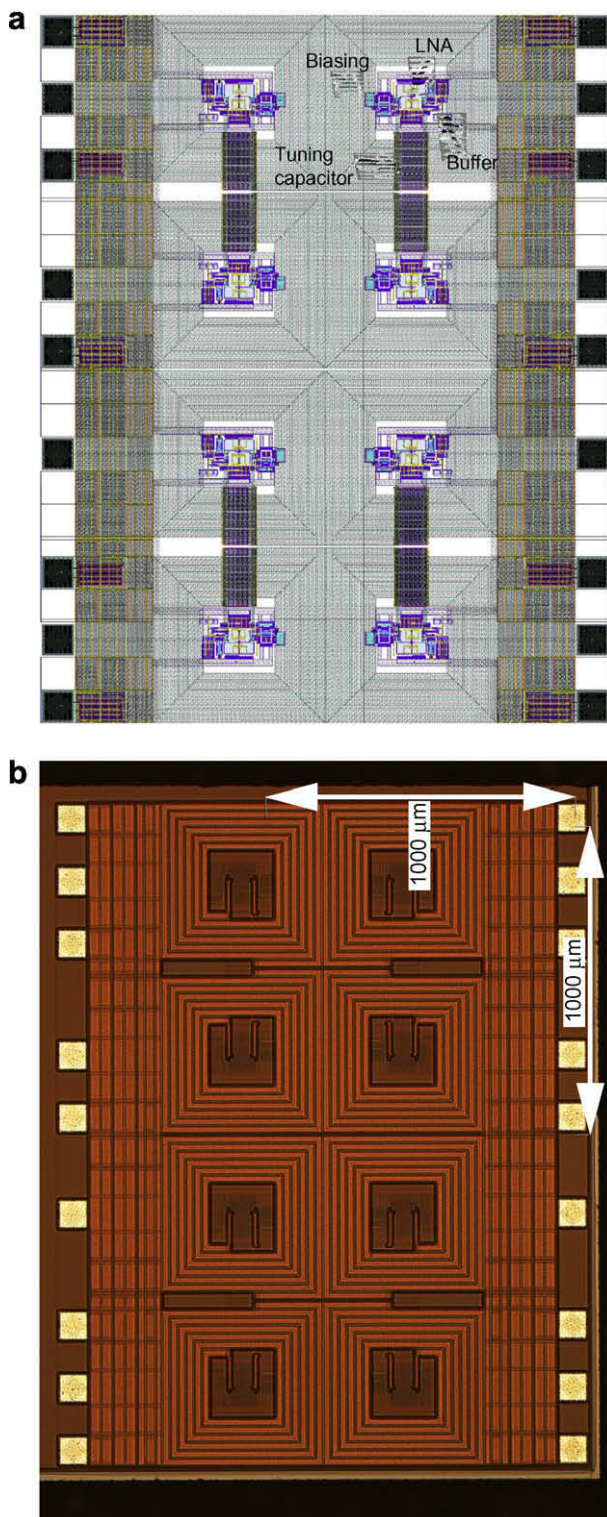 a
LNA
Biasing
Tuning
capacitor
Buffer
b
1000 µm
1000 µm